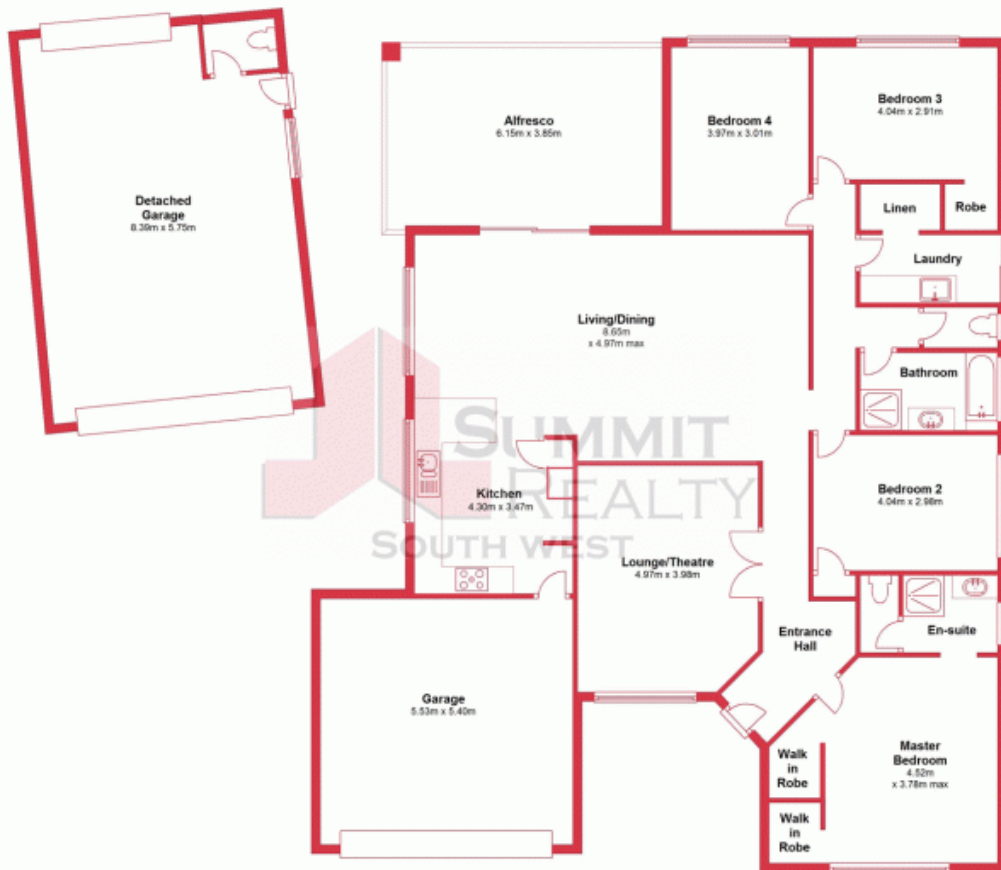 Alfresco
6.15m x 3.85m
Bedroom 4
3.97m x 3.01m
Bedroom 3
4.04m x 2.91m
Detached
Garage
8.39m x 5.75m
Linen
Robe
Laundry
Living/Dining
8.65m
x 4.97m max
Bathroom
SUMMIT
REALTY
SOUTH WEST
Kitchen
4.30m x 3.47m
Bedroom 2
4.04m x 2.98m
Lounge/Theatre
4.97m x 3.98m
Entrance
Hall
En-suite
Garage
5.53m x 5.40m
Walk
in
Robe
Master
Bedroom
4.52m
x 3.78m max
Walk
in
Robe